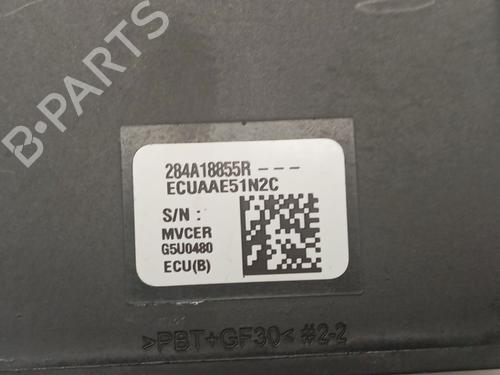 B-PARTS
284A18855R---
ECUAAE51N2C
S/N :
MVCER
G5U0480
ECU(B)
>PBT+GF30< #2-2